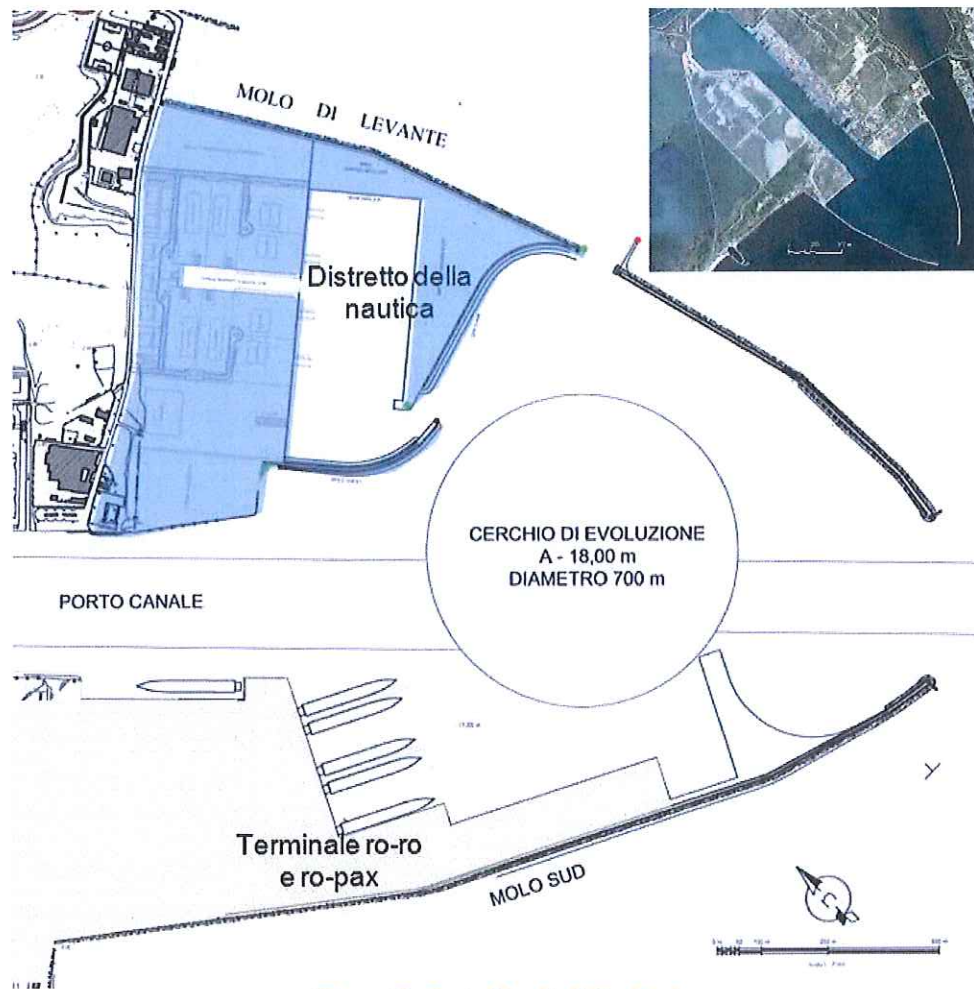 MOLO DI LEVANTE
Distretto della
nautica
CERCHIO DI EVOLUZIONE
A - 18,00 m
DIAMETRO 700 m
PORTO CANALE
Terminale ro-ro
e ro-pax
MOLO SUD